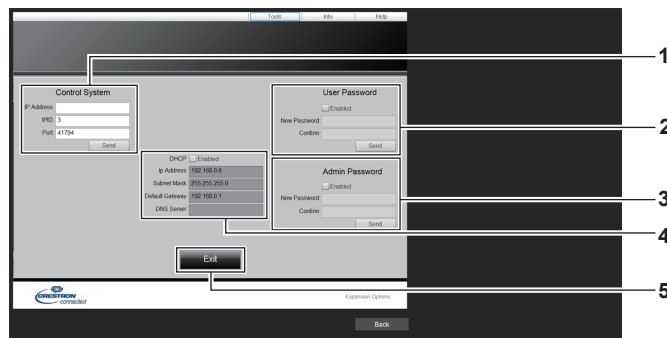 Tools Info Help
1
Control System
IP Address
IPID 3
Port 41794
Send
User Password
Enabled
New Password
Confirm
Send
2
DHCP Enabled
Ip Address 192.168.0.8
Subnet Mask 255.255.255.0
Default Gateway 192.168.0.1
DNS Server
Admin Password
Enabled
New Password
Confirm
Send
3
4
Exit
5
CRESTRON
connected
Expansion Options
Back